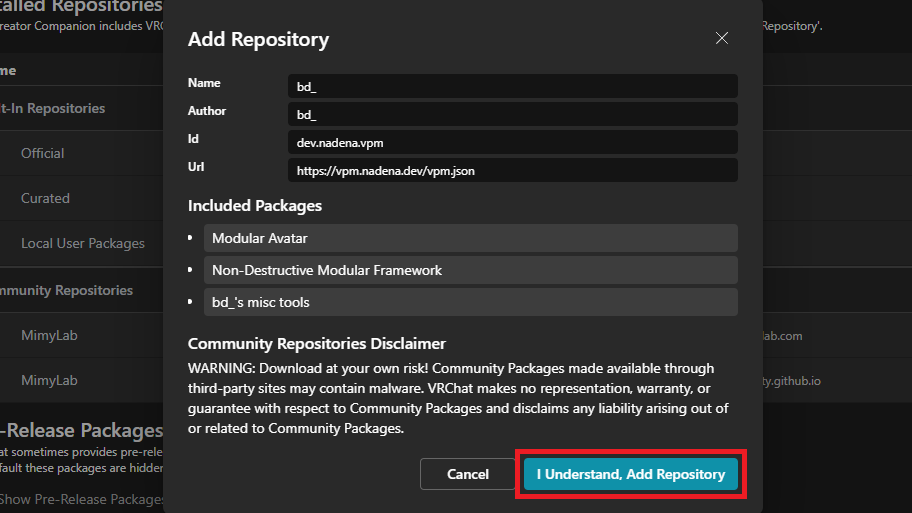 talled Repositories
reator Companion includes VRC
Repository'.
me
t-In Repositories
Official
Curated
Local User Packages
mmunity Repositories
MimyLab
lab.com
MimyLab
ty.github.io
-Release Packages
at sometimes provides pre-rele
fault these packages are hidden
Show Pre-Release Packages
Add Repository
Name
bd_
Author
bd_
Id
dev.nadena.vpm
Url
https://vpm.nadena.dev/vpm.json
Included Packages
• Modular Avatar
• Non-Destructive Modular Framework
• bd_'s misc tools
Community Repositories Disclaimer
WARNING: Download at your own risk! Community Packages made available through
third-party sites may contain malware. VRChat makes no representation, warranty, or
guarantee with respect to Community Packages and disclaims any liability arising out of
or related to Community Packages.
Cancel
I Understand, Add Repository